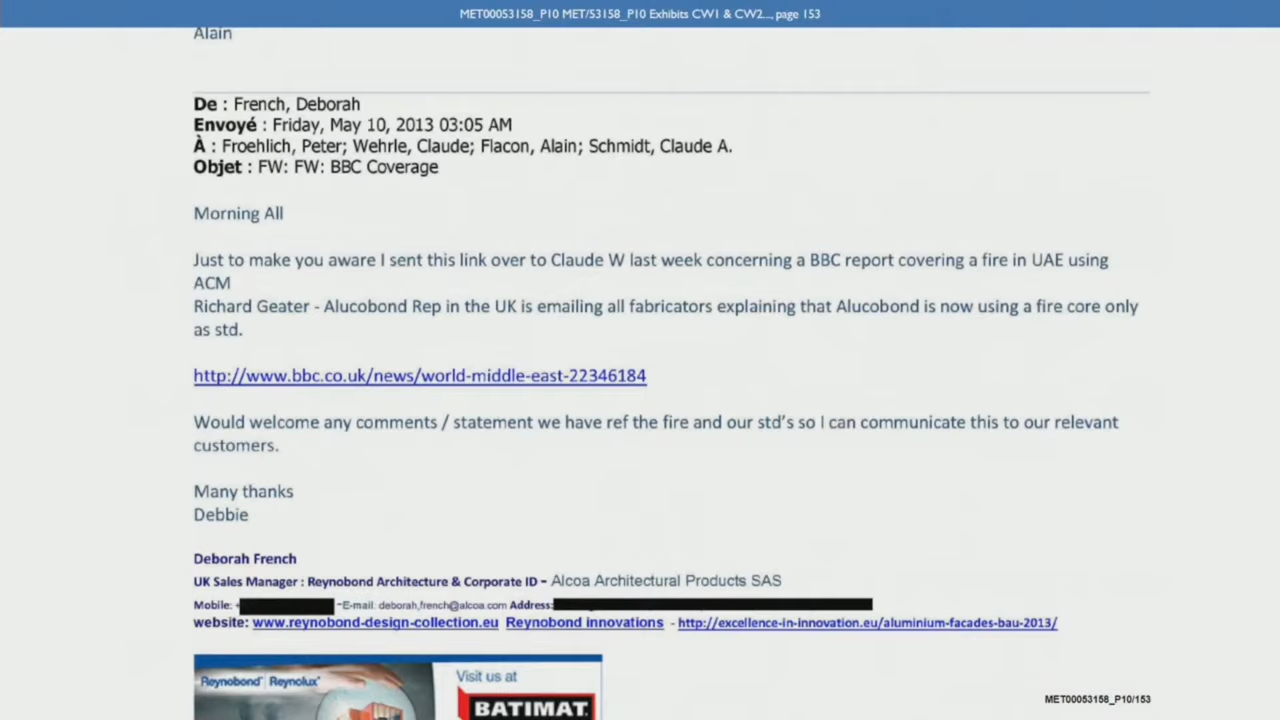 MET00053158_P10 MET/53158_P10 Exhibits CW1 & CW2..., page 153
Alain
De : French, Deborah
Envoyé : Friday, May 10, 2013 03:05 AM
À : Froehlich, Peter; Wehrle, Claude; Flacon, Alain; Schmidt, Claude A.
Objet : FW: FW: BBC Coverage
Morning All
Just to make you aware I sent this link over to Claude W last week concerning a BBC report covering a fire in UAE using
ACM
Richard Geater - Alucobond Rep in the UK is emailing all fabricators explaining that Alucobond is now using a fire core only
as std.
http://www.bbc.co.uk/news/world-middle-east-22346184
Would welcome any comments / statement we have ref the fire and our std's so I can communicate this to our relevant
customers.
Many thanks
Debbie
Deborah French
UK Sales Manager : Reynobond Architecture & Corporate ID – Alcoa Architectural Products SAS
Mobile: + –E-mail: deborah,french@alcoa.com Address:
website: www.reynobond-design-collection.eu Reynobond innovations - http://excellence-in-innovation.eu/aluminium-facades-bau-2013/
Reynobond | Reynolux
Visit us at
BATIMAT
MET00053158_P10/153